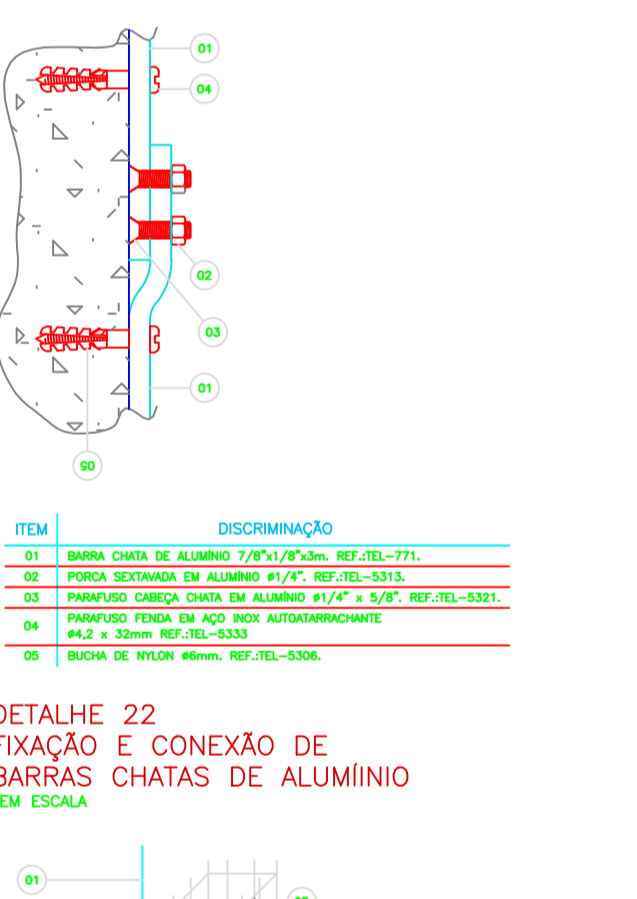 01
04
02
03
01
05
ITEM DISCRIMINAÇÃO
01 BARRA CHATA DE ALUMÍNIO 7/8"x1/8"x3m. REF.:TEL-771.
02 PORCA SEXTAVADA EM ALUMÍNIO ø1/4". REF.:TEL-5313.
03 PARAFUSO CABEÇA CHATA EM ALUMÍNIO ø1/4" x 5/8". REF.:TEL-5321.
04 PARAFUSO FENDA EM AÇO INOX AUTOATARRACHANTE
ø4,2 x 32mm REF.:TEL-5333
05 BUCHA DE NYLON ø6mm. REF.:TEL-5306.
DETALHE 22
FIXAÇÃO E CONEXÃO DE
BARRAS CHATAS DE ALUMÍINIO
EM ESCALA
01